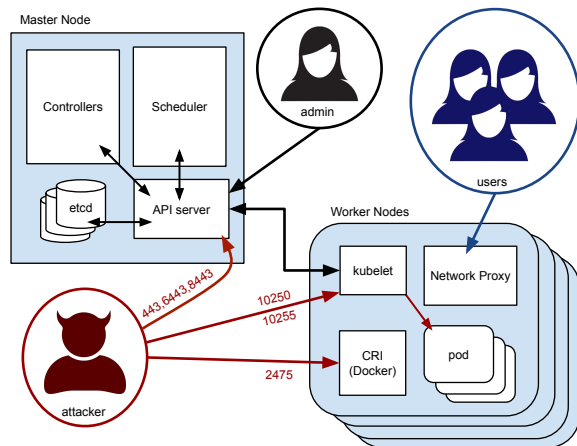 Master Node
Controllers
Scheduler
admin
users
etcd
API server
Worker Nodes
kubelet
Network Proxy
443,6443,8443
10250
10255
CRI
(Docker)
pod
2475
attacker